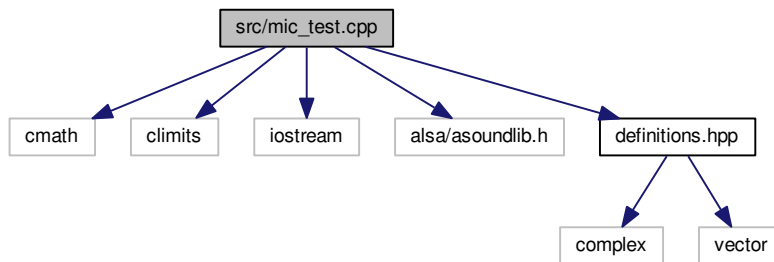 src/mic_test.cpp
cmath
climits
iostream
alsa/asoundlib.h
definitions.hpp
complex
vector